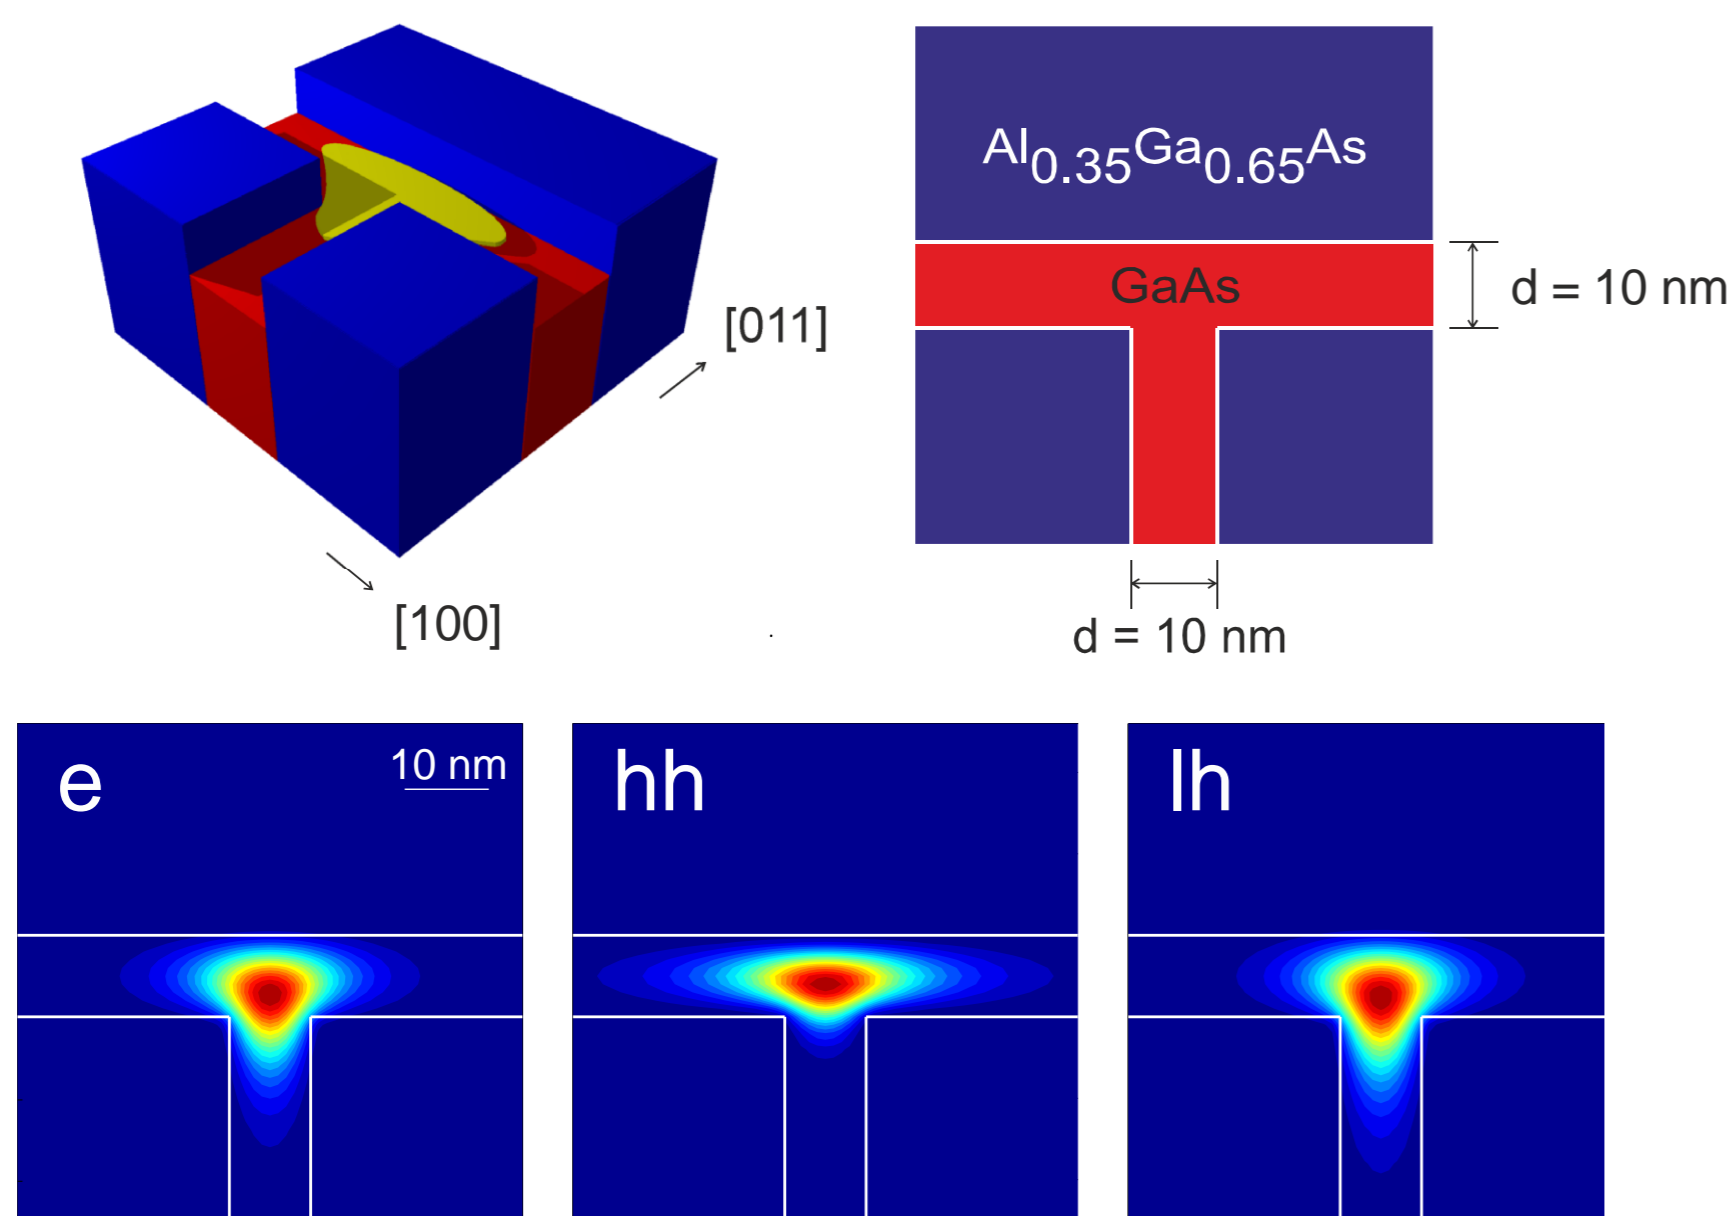 Al0.35Ga0.65As
GaAs
d = 10 nm
[011]
[100]
d = 10 nm
e
10 nm
hh
lh